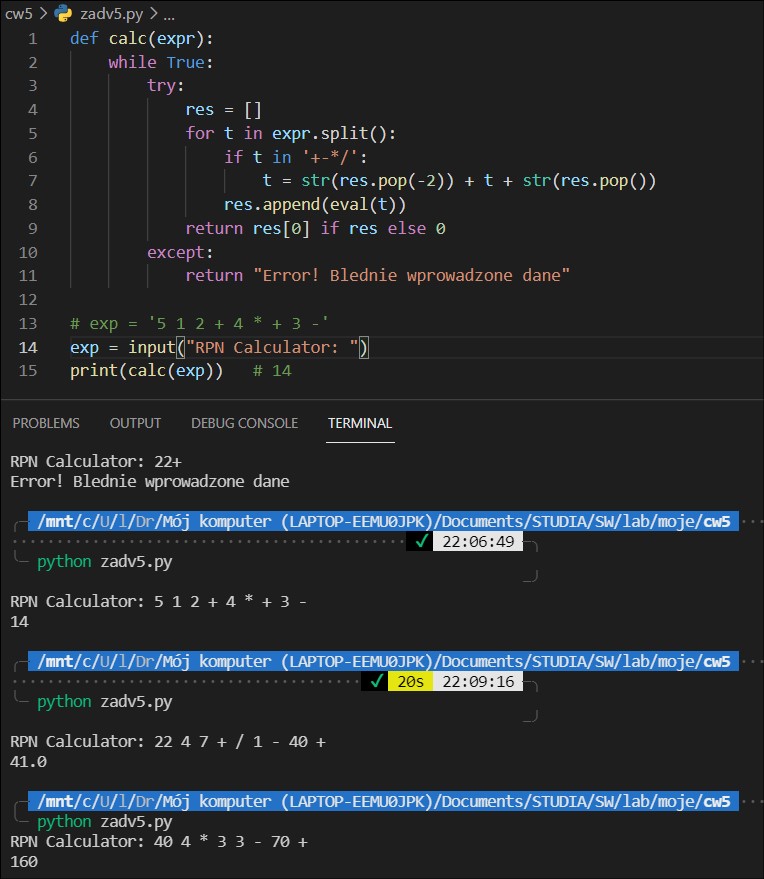 cw5 > zadv5.py > ...
1 def calc(expr):
2 while True:
3 try:
4 res = []
5 for t in expr.split():
6 if t in '+-*/':
7 t = str(res.pop(-2)) + t + str(res.pop())
8 res.append(eval(t))
9 return res[0] if res else 0
10 except:
11 return "Error! Blednie wprowadzone dane"
12
13 # exp = '5 1 2 + 4 * + 3 -'
14 exp = input("RPN Calculator: ")
15 print(calc(exp)) # 14
PROBLEMS OUTPUT DEBUG CONSOLE TERMINAL
RPN Calculator: 22+
Error! Blednie wprowadzone dane
/mnt/c/U/l/Dr/Mój komputer (LAPTOP-EEMU0JPK)/Documents/STUDIA/SW/lab/moje/cw5
✓ 22:06:49
python zadv5.py
RPN Calculator: 5 1 2 + 4 * + 3 -
14
/mnt/c/U/l/Dr/Mój komputer (LAPTOP-EEMU0JPK)/Documents/STUDIA/SW/lab/moje/cw5
✓ 20s 22:09:16
python zadv5.py
RPN Calculator: 22 4 7 + / 1 - 40 +
41.0
/mnt/c/U/l/Dr/Mój komputer (LAPTOP-EEMU0JPK)/Documents/STUDIA/SW/lab/moje/cw5
python zadv5.py
RPN Calculator: 40 4 * 3 3 - 70 +
160